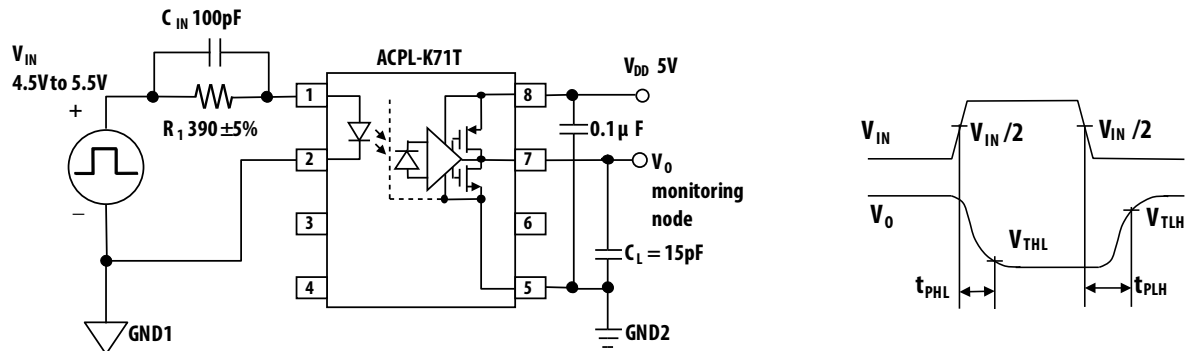 C IN 100pF
V IN
4.5V to 5.5V
+
R 1 390 ±5%
−
GND1
ACPL-K71T
1
2
3
4
8
7
6
5
V DD 5V
0.1 µ F
V O
monitoring
node
C L = 15pF
GND2
V IN
V IN /2
V IN /2
V O
V THL
V TLH
t PHL
t PLH